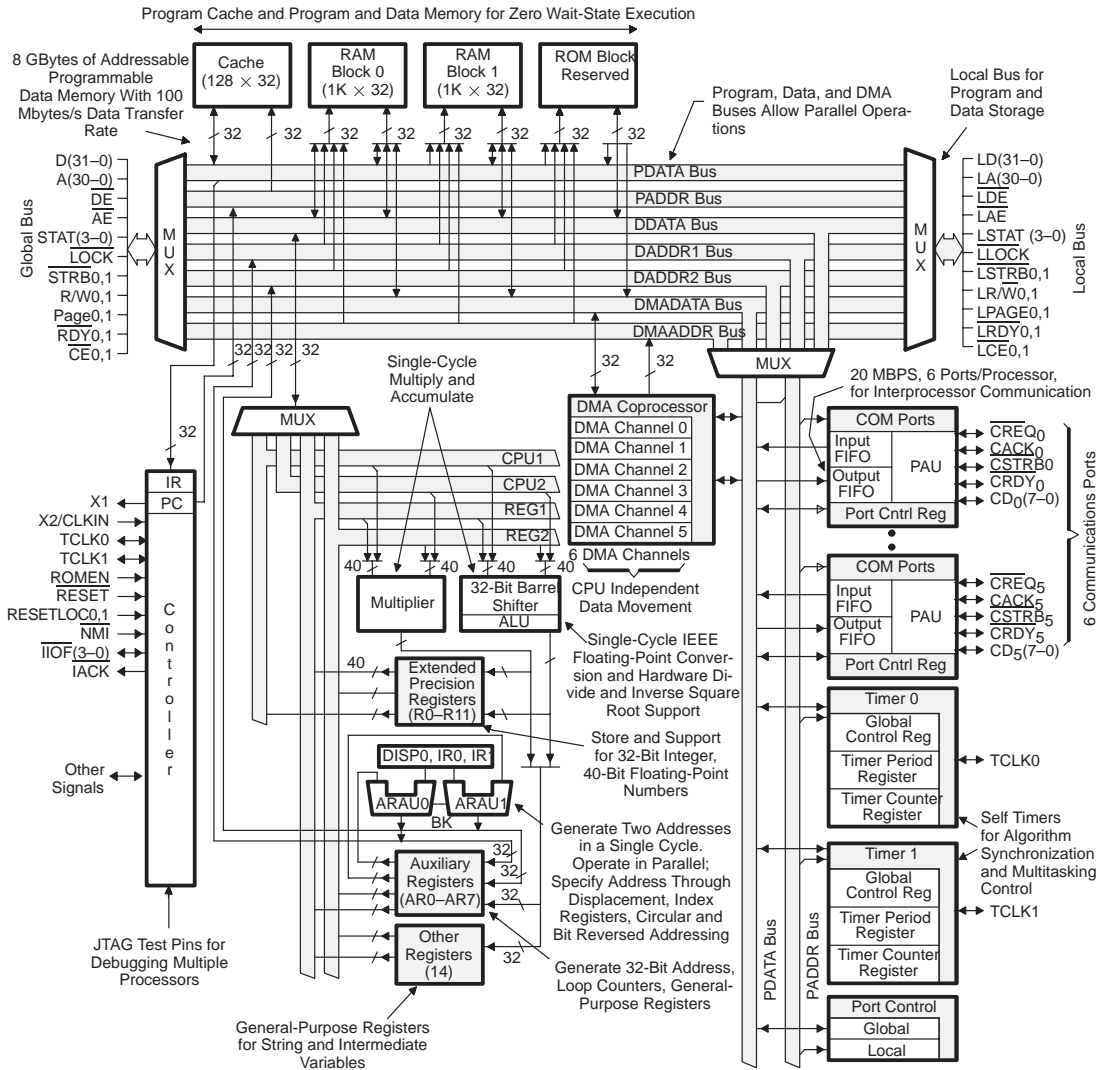 Program Cache and Program and Data Memory for Zero Wait-State Execution
8 GBytes of Addressable
Programmable
Data Memory With 100
Mbytes/s Data Transfer
Rate
Cache
(128 × 32)
RAM
Block 0
(1K × 32)
RAM
Block 1
(1K × 32)
ROM Block
Reserved
Program, Data, and DMA
Buses Allow Parallel Opera-
tions
Local Bus for
Program and
Data Storage
32
32
32
32
32
32
32
32
Global Bus
D(31–0)
A(30–0)
DE
AE
STAT(3–0)
LOCK
STRB0,1
R/W0,1
Page0,1
RDY0,1
CE0,1
MUX
PDATA Bus
PADDR Bus
DDATA Bus
DADDR1 Bus
DADDR2 Bus
DMADATA Bus
DMAADDR Bus
MUX
LD(31–0)
LA(30–0)
LDE
LAE
LSTAT (3–0)
LLOCK
LSTRB0,1
LR/W0,1
LPAGE0,1
LRDY0,1
LCE0,1
Local Bus
32
32
32
32
32
32
32
Single-Cycle
Multiply and
Accumulate
MUX
MUX
20 MBPS, 6 Ports/Processor,
for Interprocessor Communication
CPU1
CPU2
REG1
REG2
DMA Coprocessor
DMA Channel 0
DMA Channel 1
DMA Channel 2
DMA Channel 3
DMA Channel 4
DMA Channel 5
6 DMA Channels
CPU Independent
Data Movement
COM Ports
Input
FIFO
Output
FIFO
PAU
Port Cntrl Reg
CREQ0
CACK0
CSTRB0
CRDY0
CD0(7–0)
6 Communications Ports
COM Ports
Input
FIFO
Output
FIFO
PAU
Port Cntrl Reg
CREQ5
CACK5
CSTRB5
CRDY5
CD5(7–0)
IR
PC
Controller
X1
X2/CLKIN
TCLK0
TCLK1
ROMEN
RESET
RESETLOC0,1
NMI
IIOF(3–0)
IACK
Other
Signals
JTAG Test Pins for
Debugging Multiple
Processors
40
40
40
40
Multiplier
32-Bit Barrel
Shifter
ALU
Single-Cycle IEEE
Floating-Point Conver-
sion and Hardware Di-
vide and Inverse Square
Root Support
40
Extended
Precision
Registers
(R0–R11)
Store and Support
for 32-Bit Integer,
40-Bit Floating-Point
Numbers
DISP0, IR0, IR1
ARAU0
ARAU1
BK
Generate Two Addresses
in a Single Cycle.
Operate in Parallel;
Specify Address Through
Displacement, Index
Registers, Circular and
Bit Reversed Addressing
Auxiliary
Registers
(AR0–AR7)
32
32
32
32
Other
Registers
(14)
Generate 32-Bit Address,
Loop Counters, General-
Purpose Registers
General-Purpose Registers
for String and Intermediate
Variables
PDATA Bus
PADDR Bus
Timer 0
Global
Control Reg
Timer Period
Register
Timer Counter
Register
TCLK0
Self Timers
for Algorithm
Synchronization
and Multitasking
Control
Timer 1
Global
Control Reg
Timer Period
Register
Timer Counter
Register
TCLK1
Port Control
Global
Local